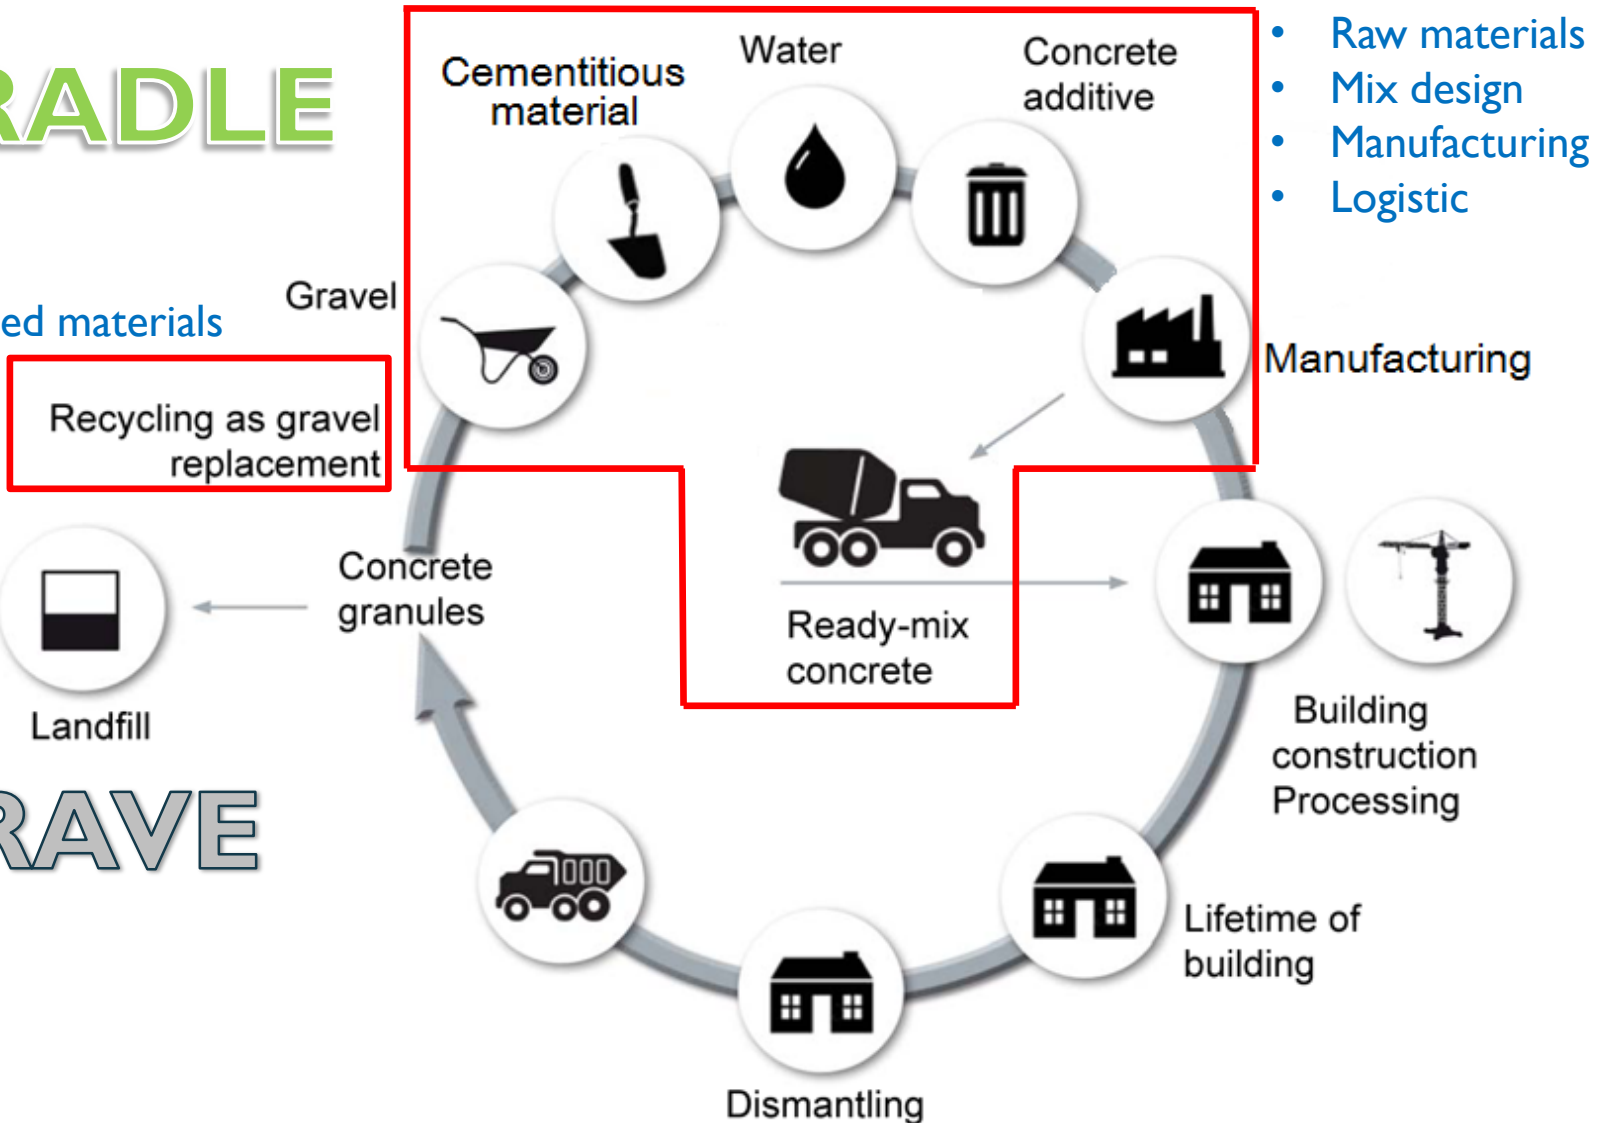 RADLE
Cementitious
material
Water
Concrete
additive
• Raw materials
• Mix design
• Manufacturing
• Logistic
Gravel
ed materials
Recycling as gravel
replacement
Manufacturing
Concrete
granules
Ready-mix
concrete
Landfill
Building
construction
Processing
RAVE
Lifetime of
building
Dismantling